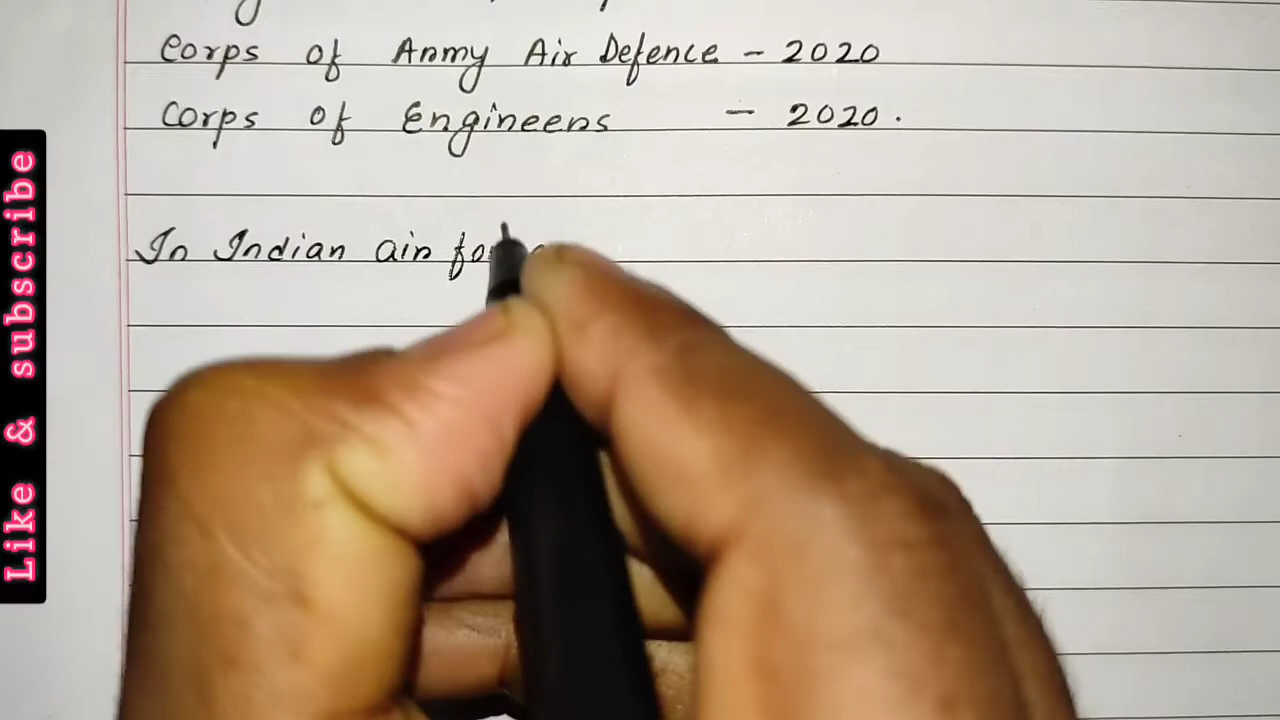 Corps of Army Air Defence - 2020
Corps of Engineers - 2020.
In Indian air
Like & subscribe